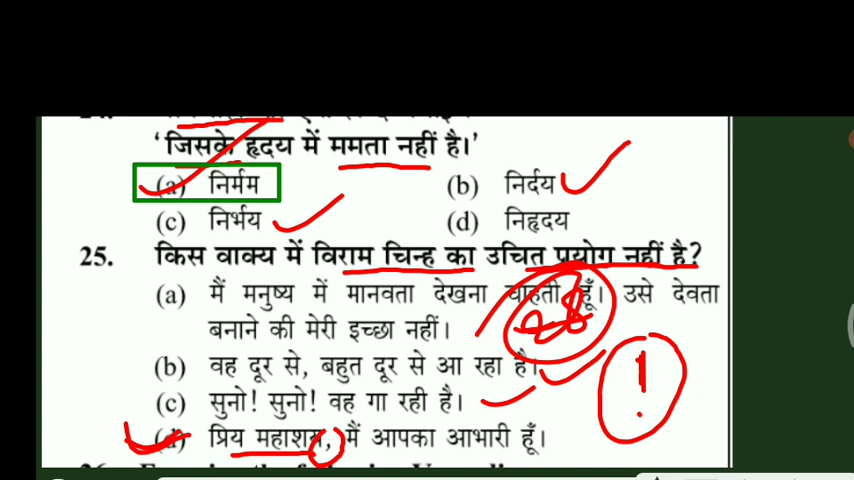 'जिसके हृदय में ममता नहीं है।'
(a) निर्मम (b) निर्दय
(c) निर्भय (d) निहृदय
25. किस वाक्य में विराम चिन्ह का उचित प्रयोग नहीं है?
(a) मैं मनुष्य में मानवता देखना चाहती हूँ। उसे देवता
बनाने की मेरी इच्छा नहीं।
28
(b) वह दूर से, बहुत दूर से आ रहा है।
!
(c) सुनो! सुनो! वह गा रही है।
(d) प्रिय महाशय, मैं आपका आभारी हूँ।